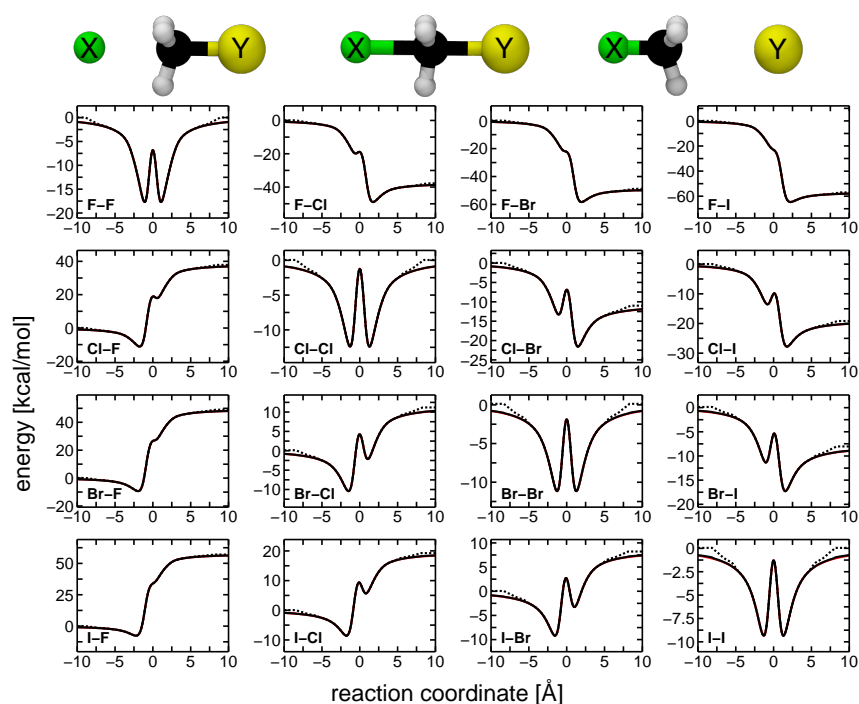 X Y X Y X Y
0
−5
−10
−15
−20
F−F
−10 −5 0 5 10
0
−20
−40
F−Cl
−10 −5 0 5 10
0
−20
−40
−60
F−Br
−10 −5 0 5 10
0
−20
−40
−60
F−I
−10 −5 0 5 10
40
20
0
−20
Cl−F
−10 −5 0 5 10
0
−5
−10
Cl−Cl
−10 −5 0 5 10
0
−5
−10
−15
−20
−25
Cl−Br
−10 −5 0 5 10
0
−10
−20
−30
Cl−I
−10 −5 0 5 10
40
20
0
−20
Br−F
−10 −5 0 5 10
10
5
0
−5
−10
Br−Cl
−10 −5 0 5 10
0
−5
−10
Br−Br
−10 −5 0 5 10
0
−5
−10
−15
−20
Br−I
−10 −5 0 5 10
50
25
0
I−F
−10 −5 0 5 10
20
10
0
−10
I−Cl
−10 −5 0 5 10
10
5
0
−5
−10
I−Br
−10 −5 0 5 10
0
−2.5
−5
−7.5
−10
I−I
−10 −5 0 5 10
energy [kcal/mol]
reaction coordinate [Å]